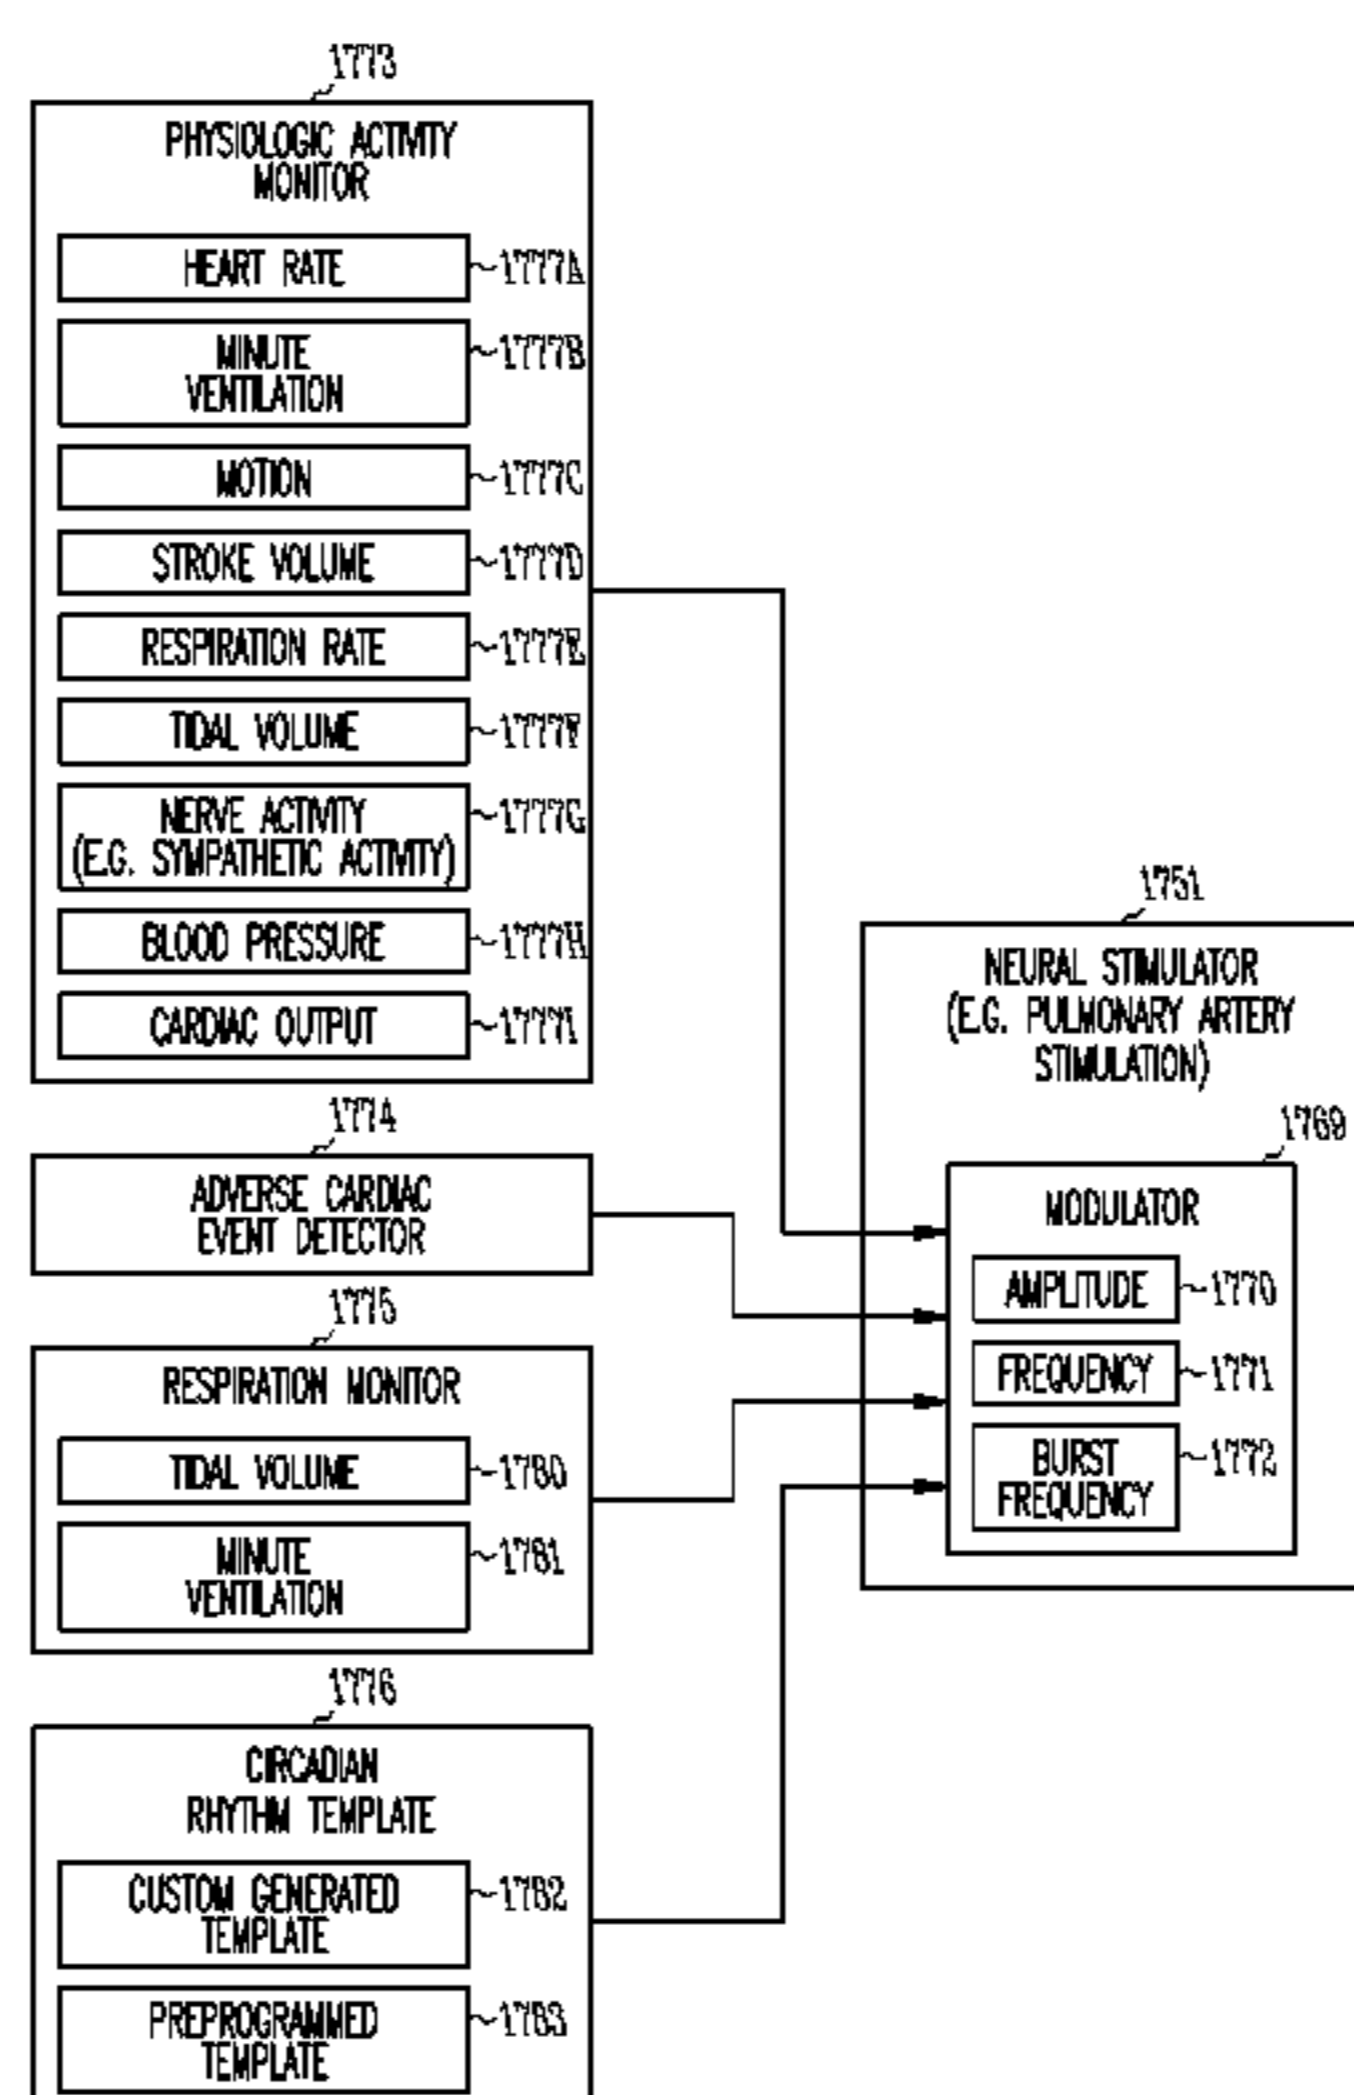 1773
PHYSIOLOGIC ACTIVITY
MONITOR
HEART RATE
1777A
MINUTE
VENTILATION
1777B
MOTION
1777C
STROKE VOLUME
1777D
RESPIRATION RATE
1777E
TIDAL VOLUME
1777F
NERVE ACTIVITY
(E.G. SYMPATHETIC ACTIVITY)
1777G
BLOOD PRESSURE
1777H
CARDIAC OUTPUT
1777I
1774
ADVERSE CARDIAC
EVENT DETECTOR
1775
RESPIRATION MONITOR
TIDAL VOLUME
1780
MINUTE
VENTILATION
1781
1776
CIRCADIAN
RHYTHM TEMPLATE
CUSTOM GENERATED
TEMPLATE
1782
PREPROGRAMMED
TEMPLATE
1783
1751
NEURAL STIMULATOR
(E.G. PULMONARY ARTERY
STIMULATION)
1769
MODULATOR
AMPLITUDE
1770
FREQUENCY
1771
BURST
FREQUENCY
1772